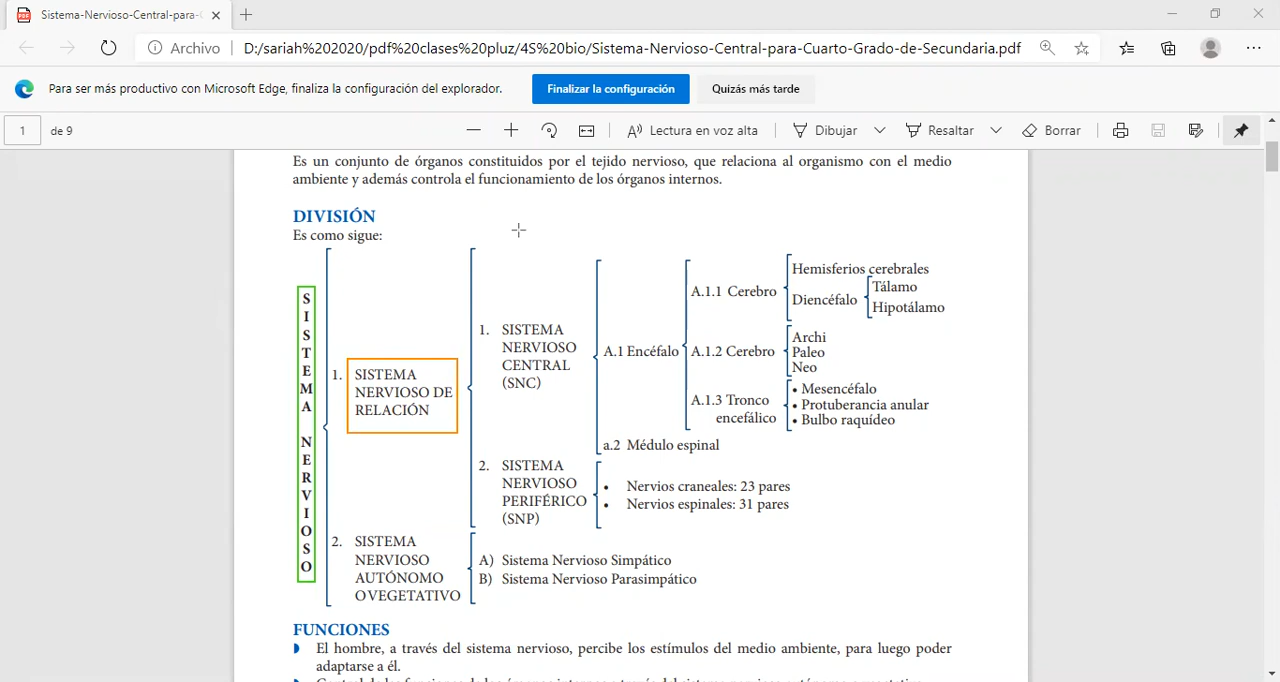 Sistema-Nervioso-Central-para-
Archivo
D:/sariah%202020/pdf%20clases%20pluz/4S%20bio/Sistema-Nervioso-Central-para-Cuarto-Grado-de-Secundaria.pdf
Para ser más productivo con Microsoft Edge, finaliza la configuración del explorador.
Finalizar la configuración
Quizás más tarde
1 de 9
Lectura en voz alta
Dibujar
Resaltar
Borrar
Es un conjunto de órganos constituidos por el tejido nervioso, que relaciona al organismo con el medio
ambiente y además controla el funcionamiento de los órganos internos.
DIVISIÓN
Es como sigue:
SISTEMA NERVIOSO
1. SISTEMA
NERVIOSO DE
RELACIÓN
1. SISTEMA
NERVIOSO
CENTRAL
(SNC)
A.1 Encéfalo
A.1.1 Cerebro
Hemisferios cerebrales
Diencéfalo
Tálamo
Hipotálamo
A.1.2 Cerebro
Archi
Paleo
Neo
A.1.3 Tronco
encefálico
• Mesencéfalo
• Protuberancia anular
• Bulbo raquídeo
a.2 Médulo espinal
2. SISTEMA
NERVIOSO
PERIFÉRICO
(SNP)
• Nervios craneales: 23 pares
• Nervios espinales: 31 pares
2. SISTEMA
NERVIOSO
AUTÓNOMO
O VEGETATIVO
A) Sistema Nervioso Simpático
B) Sistema Nervioso Parasimpático
FUNCIONES
El hombre, a través del sistema nervioso, percibe los estímulos del medio ambiente, para luego poder
adaptarse a él.